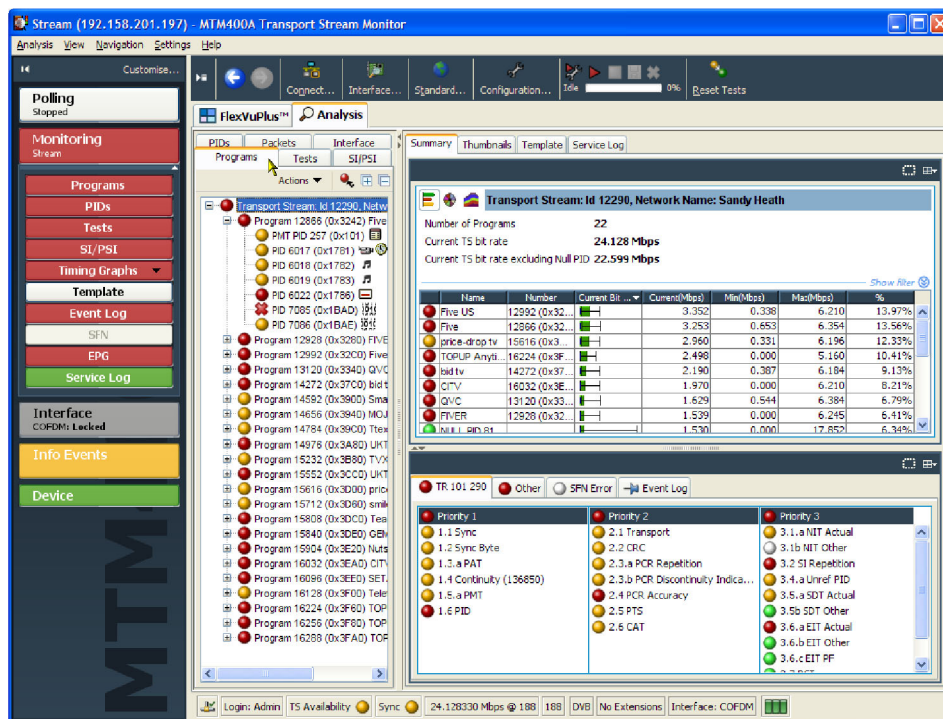 Stream (192.158.201.197) - MTM400A Transport Stream Monitor
Analysis View Navigation Settings Help
Customise...
Polling
Stopped
Monitoring
Stream
Programs
PIDs
Tests
SI/PSI
Timing Graphs
Template
Event Log
SFN
EPG
Service Log
Interface
COFDM: Locked
Info Events
Device
MTM
Connect... Interface... Standard... Configuration... Idle 0% Reset Tests
FlexVuPlus™ Analysis
PIDs Packets Interface
Programs Tests SI/PSI
Actions
Transport Stream: Id 12290, Netw
Program 12866 (0x3242) Five
PMT PID 257 (0x101)
PID 6017 (0x1781)
PID 6018 (0x1782)
PID 6019 (0x1783)
PID 6022 (0x1786)
PID 7085 (0x1BAD)
PID 7086 (0x1BAE)
Program 12928 (0x3280) FIVE
Program 12992 (0x32C0) Five
Program 13120 (0x3340) QVC
Program 14272 (0x37C0) bid t
Program 14592 (0x3900) Sma
Program 14656 (0x3940) MOJ
Program 14784 (0x39C0) Ttex
Program 14976 (0x3A80) UKT
Program 15232 (0x3B80) TVX
Program 15552 (0x3CC0) UKT
Program 15616 (0x3D00) pric
Program 15712 (0x3D60) smil
Program 15808 (0x3DC0) Tea
Program 15840 (0x3DE0) GEM
Program 15904 (0x3E20) Nuts
Program 16032 (0x3EA0) CITV
Program 16096 (0x3EE0) SET
Program 16128 (0x3F00) Tele
Program 16224 (0x3F60) TOP
Program 16256 (0x3F80) TOP
Program 16288 (0x3FA0) TOP
Summary Thumbnails Template Service Log
Transport Stream: Id 12290, Network Name: Sandy Heath
Number of Programs 22
Current TS bit rate 24.128 Mbps
Current TS bit rate excluding Null PID 22.599 Mbps
Show filter
Name Number Current Bit ... Current(Mbps) Min(Mbps) Max(Mbps) %
Five US 12992 (0x32... 3.352 0.338 6.210 13.97%
Five 12866 (0x32... 3.253 0.653 6.354 13.56%
price-drop tv 15616 (0x3... 2.960 0.331 6.196 12.33%
TOPUP Anyti... 16224 (0x3F... 2.498 0.000 5.160 10.41%
bid tv 14272 (0x37... 2.190 0.387 6.184 9.13%
CITV 16032 (0x3E... 1.970 0.000 6.210 8.21%
QVC 13120 (0x33... 1.629 0.544 6.384 6.79%
FIVER 12928 (0x32... 1.539 0.000 6.245 6.41%
NULL PID 81... 1.530 0.000 17.852 6.34%
TR 101 290 Other SFN Error Event Log
Priority 1
1.1 Sync
1.2 Sync Byte
1.3.a PAT
1.4 Continuity (136850)
1.5.a PMT
1.6 PID
Priority 2
2.1 Transport
2.2 CRC
2.3.a PCR Repetition
2.3.b PCR Discontinuity Indica...
2.4 PCR Accuracy
2.5 PTS
2.6 CAT
Priority 3
3.1.a NIT Actual
3.1b NIT Other
3.2 SI Repetition
3.4.a Unref PID
3.5.a SDT Actual
3.5b SDT Other
3.6.a EIT Actual
3.6.b EIT Other
3.6.c EIT PF
Login: Admin TS Availability Sync 24.128330 Mbps @ 188 188 DVB No Extensions Interface: COFDM